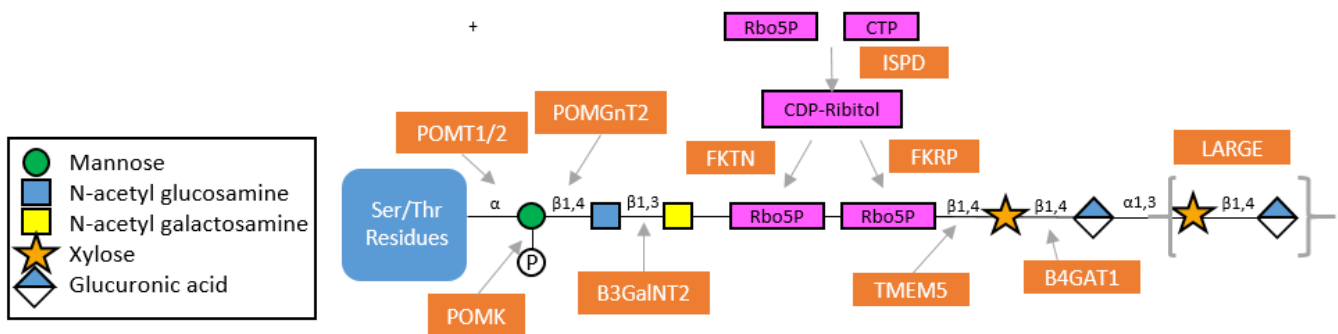 +
Rbo5P
CTP
ISPD
CDP-Ribitol
POMT1/2
POMGnT2
FKTN
FKRP
LARGE
Mannose
N-acetyl glucosamine
N-acetyl galactosamine
Xylose
Glucuronic acid
Ser/Thr
Residues
α
β1,4
β1,3
Rbo5P
Rbo5P
β1,4
β1,4
α1,3
β1,4
P
POMK
B3GalNT2
TMEM5
B4GAT1